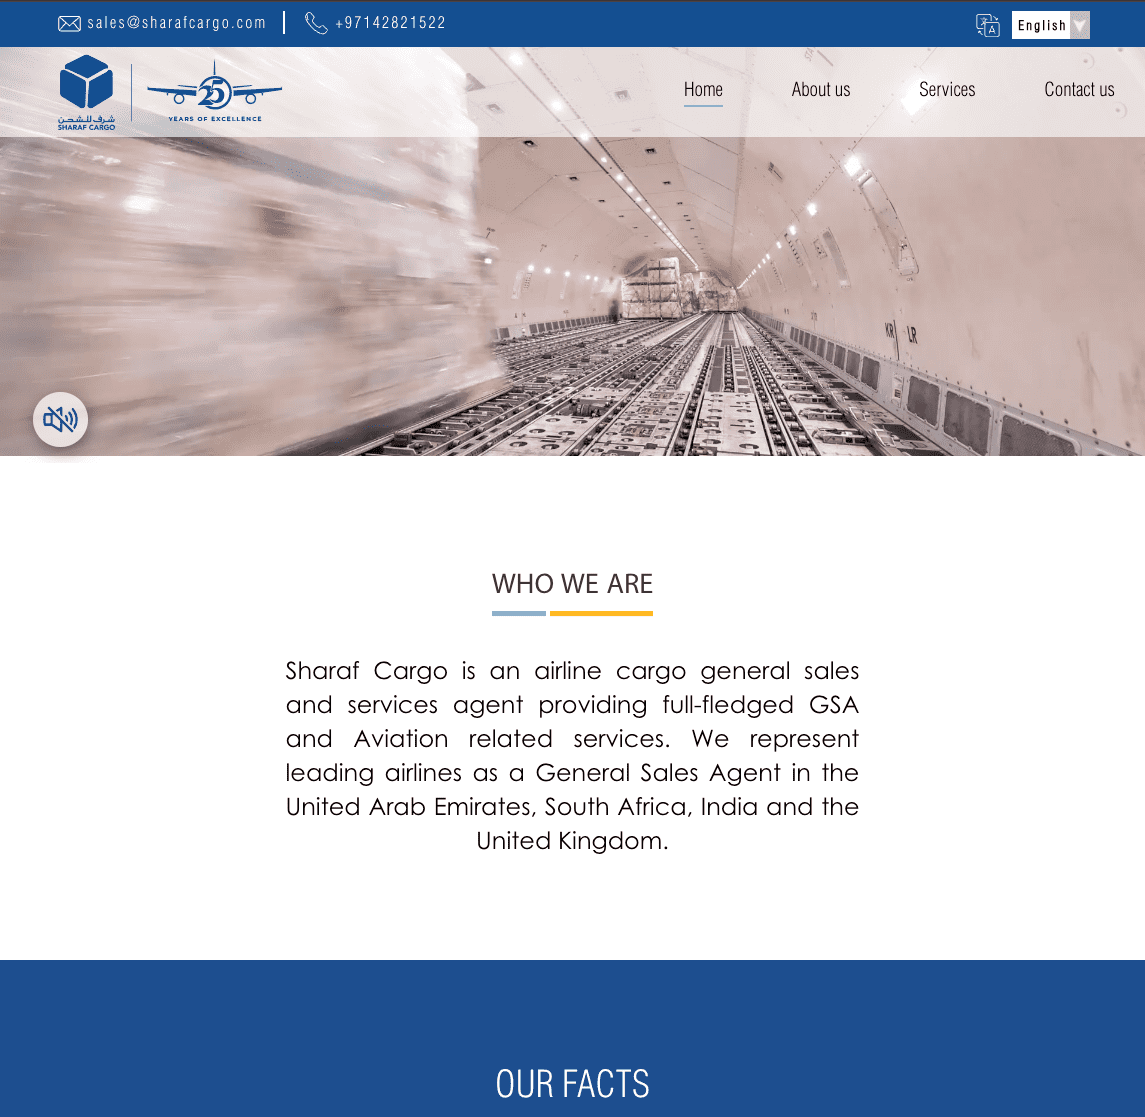 sales@sharafcargo.com
+97142821522
English
شرف للشحن
SHARAF CARGO
25
YEARS OF EXCELLENCE
Home
About us
Services
Contact us
KR
LR
WHO WE ARE
Sharaf Cargo is an airline cargo general sales
and services agent providing full-fledged GSA
and Aviation related services. We represent
leading airlines as a General Sales Agent in the
United Arab Emirates, South Africa, India and the
United Kingdom.
OUR FACTS